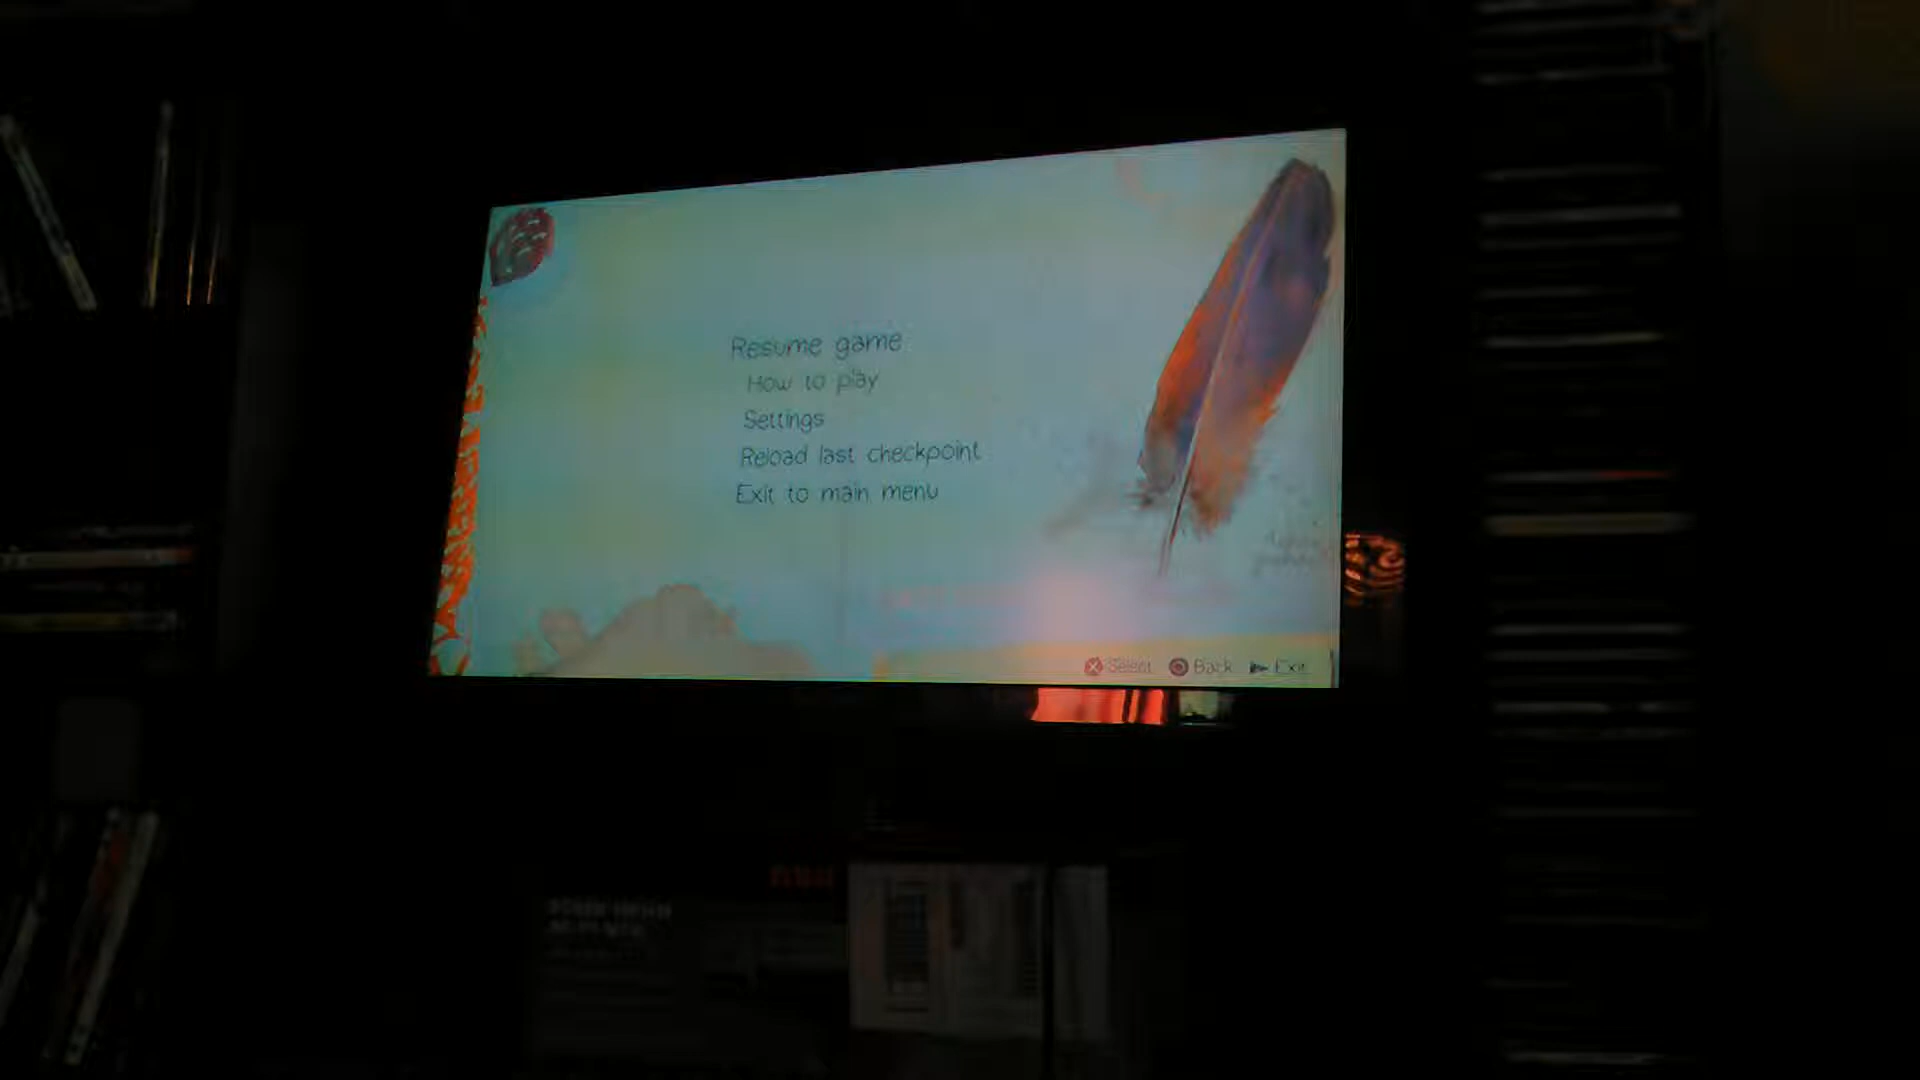 Resume game
How to play
Settings
Reload last checkpoint
Exit to main menu
Select Back Exit